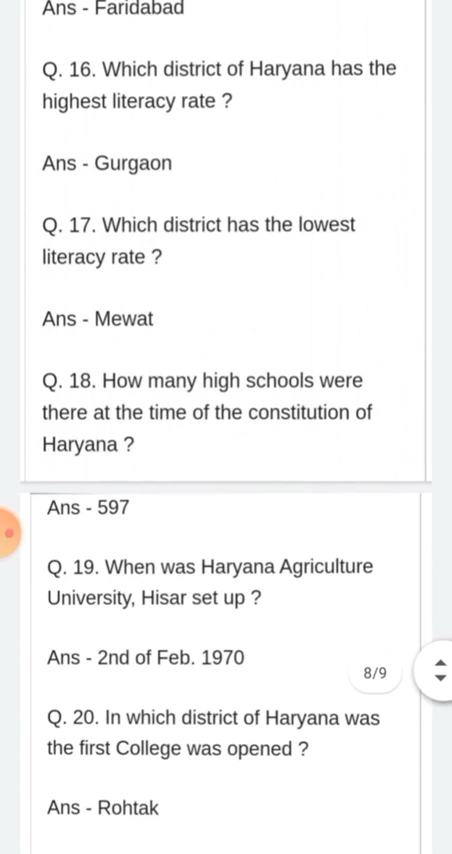 Ans - Faridabad
Q. 16. Which district of Haryana has the
highest literacy rate ?
Ans - Gurgaon
Q. 17. Which district has the lowest
literacy rate ?
Ans - Mewat
Q. 18. How many high schools were
there at the time of the constitution of
Haryana ?
Ans - 597
Q. 19. When was Haryana Agriculture
University, Hisar set up ?
Ans - 2nd of Feb. 1970
8/9
Q. 20. In which district of Haryana was
the first College was opened ?
Ans - Rohtak